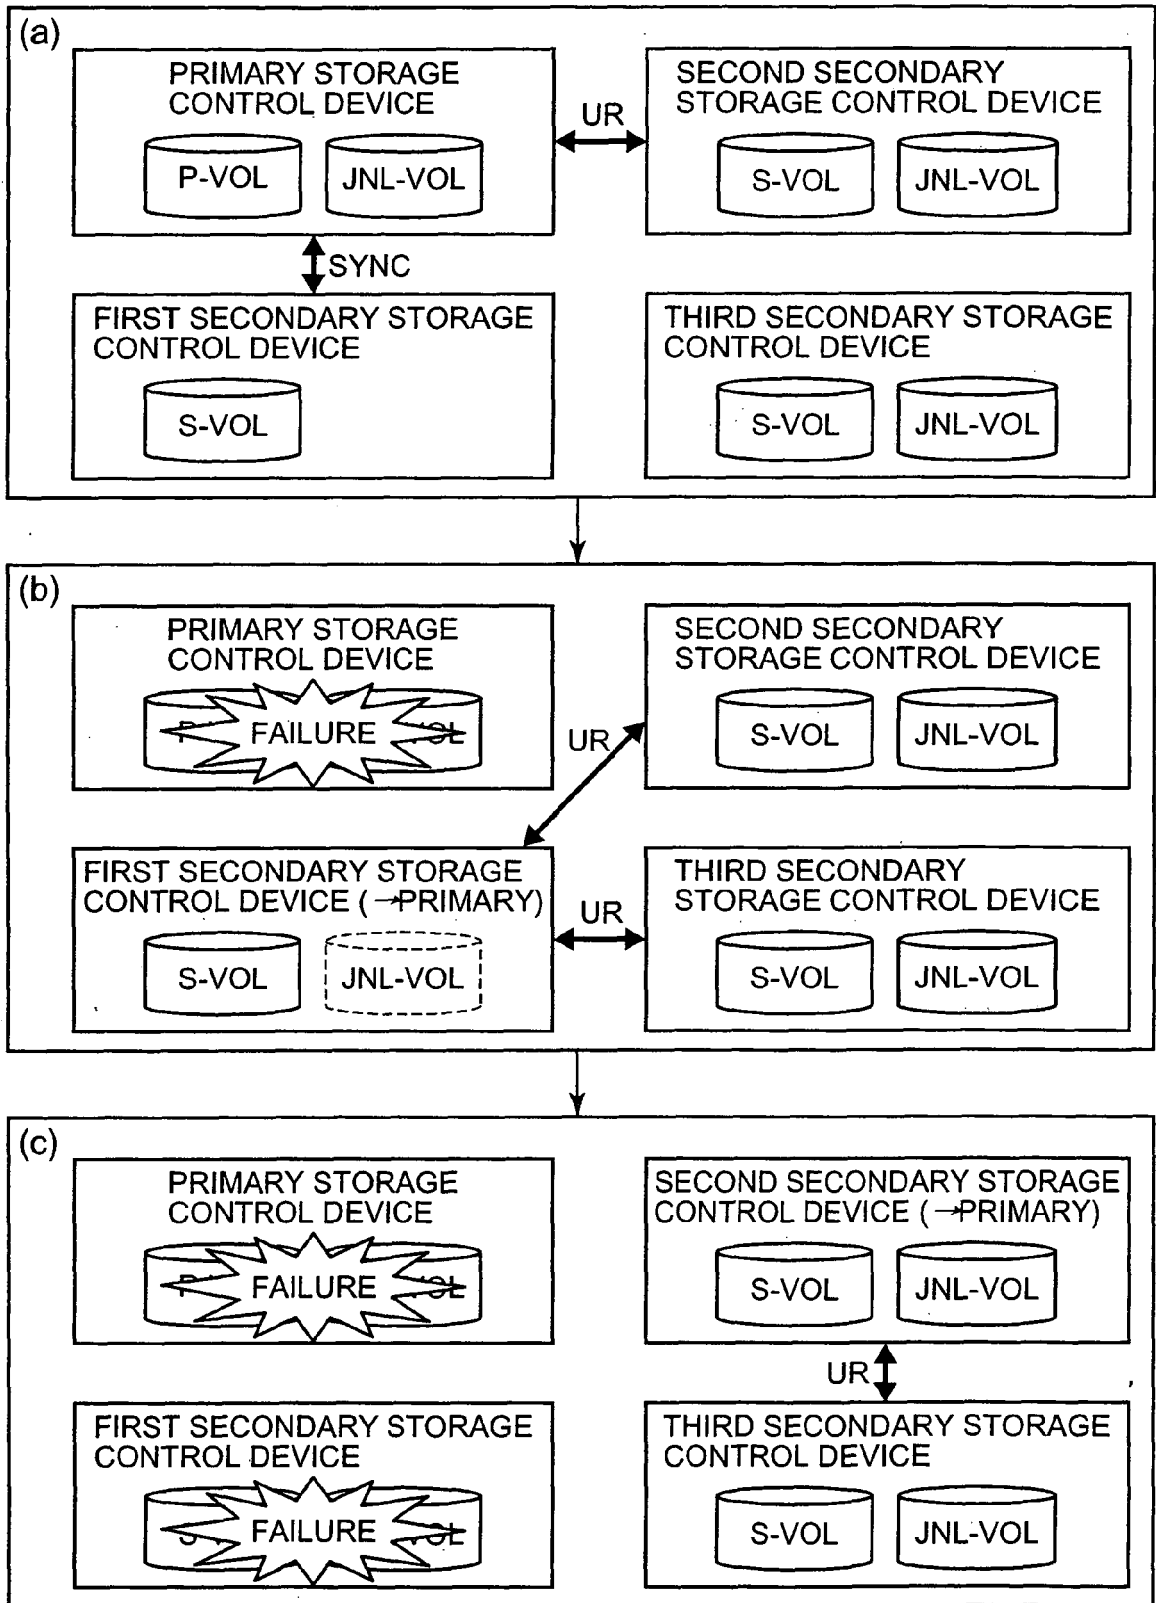 (a)
PRIMARY STORAGE
CONTROL DEVICE
P-VOL
JNL-VOL
UR
SECOND SECONDARY
STORAGE CONTROL DEVICE
S-VOL
JNL-VOL
SYNC
FIRST SECONDARY STORAGE
CONTROL DEVICE
S-VOL
THIRD SECONDARY STORAGE
CONTROL DEVICE
S-VOL
JNL-VOL
(b)
PRIMARY STORAGE
CONTROL DEVICE
FAILURE
UR
SECOND SECONDARY
STORAGE CONTROL DEVICE
S-VOL
JNL-VOL
FIRST SECONDARY STORAGE
CONTROL DEVICE (→PRIMARY)
S-VOL
JNL-VOL
UR
THIRD SECONDARY
STORAGE CONTROL DEVICE
S-VOL
JNL-VOL
(c)
PRIMARY STORAGE
CONTROL DEVICE
FAILURE
SECOND SECONDARY STORAGE
CONTROL DEVICE (→PRIMARY)
S-VOL
JNL-VOL
UR
FIRST SECONDARY STORAGE
CONTROL DEVICE
FAILURE
THIRD SECONDARY STORAGE
CONTROL DEVICE
S-VOL
JNL-VOL